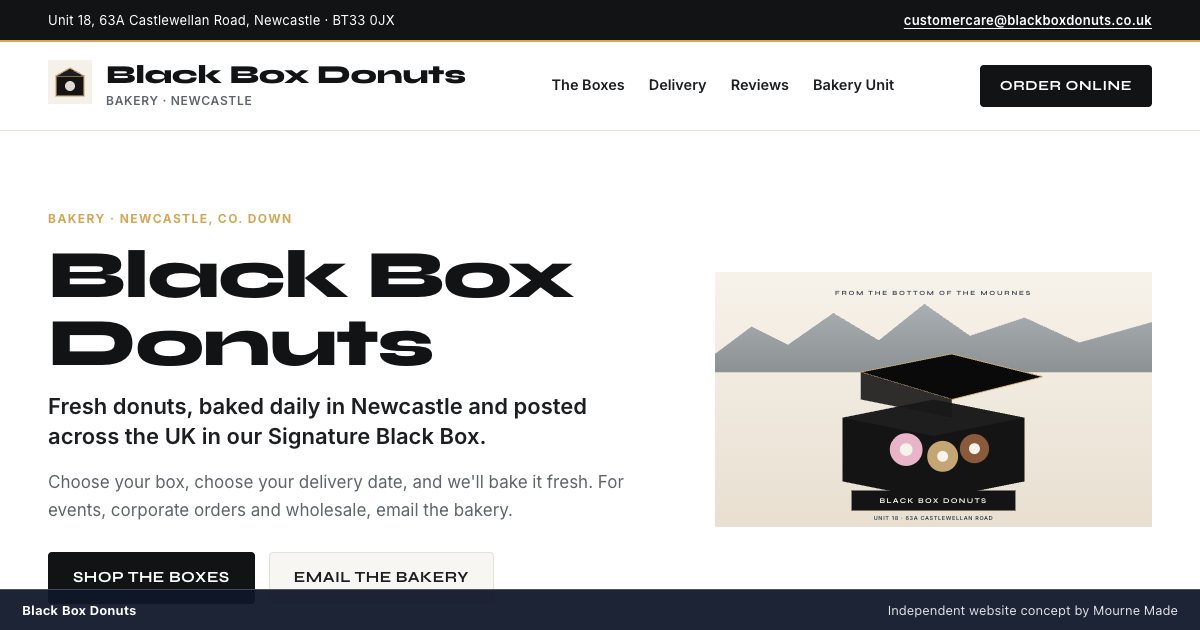 Unit 18, 63A Castlewellan Road, Newcastle · BT33 0JX
customercare@blackboxdonuts.co.uk
Black Box Donuts
BAKERY · NEWCASTLE
The Boxes
Delivery
Reviews
Bakery Unit
ORDER ONLINE
BAKERY · NEWCASTLE, CO. DOWN
Black Box
Donuts
Fresh donuts, baked daily in Newcastle and posted
across the UK in our Signature Black Box.
Choose your box, choose your delivery date, and we'll bake it fresh. For
events, corporate orders and wholesale, email the bakery.
SHOP THE BOXES
EMAIL THE BAKERY
FROM THE BOTTOM OF THE MOURNES
BLACK BOX DONUTS
UNIT 18 · 63A CASTLEWELLAN ROAD
Black Box Donuts
Independent website concept by Mourne Made